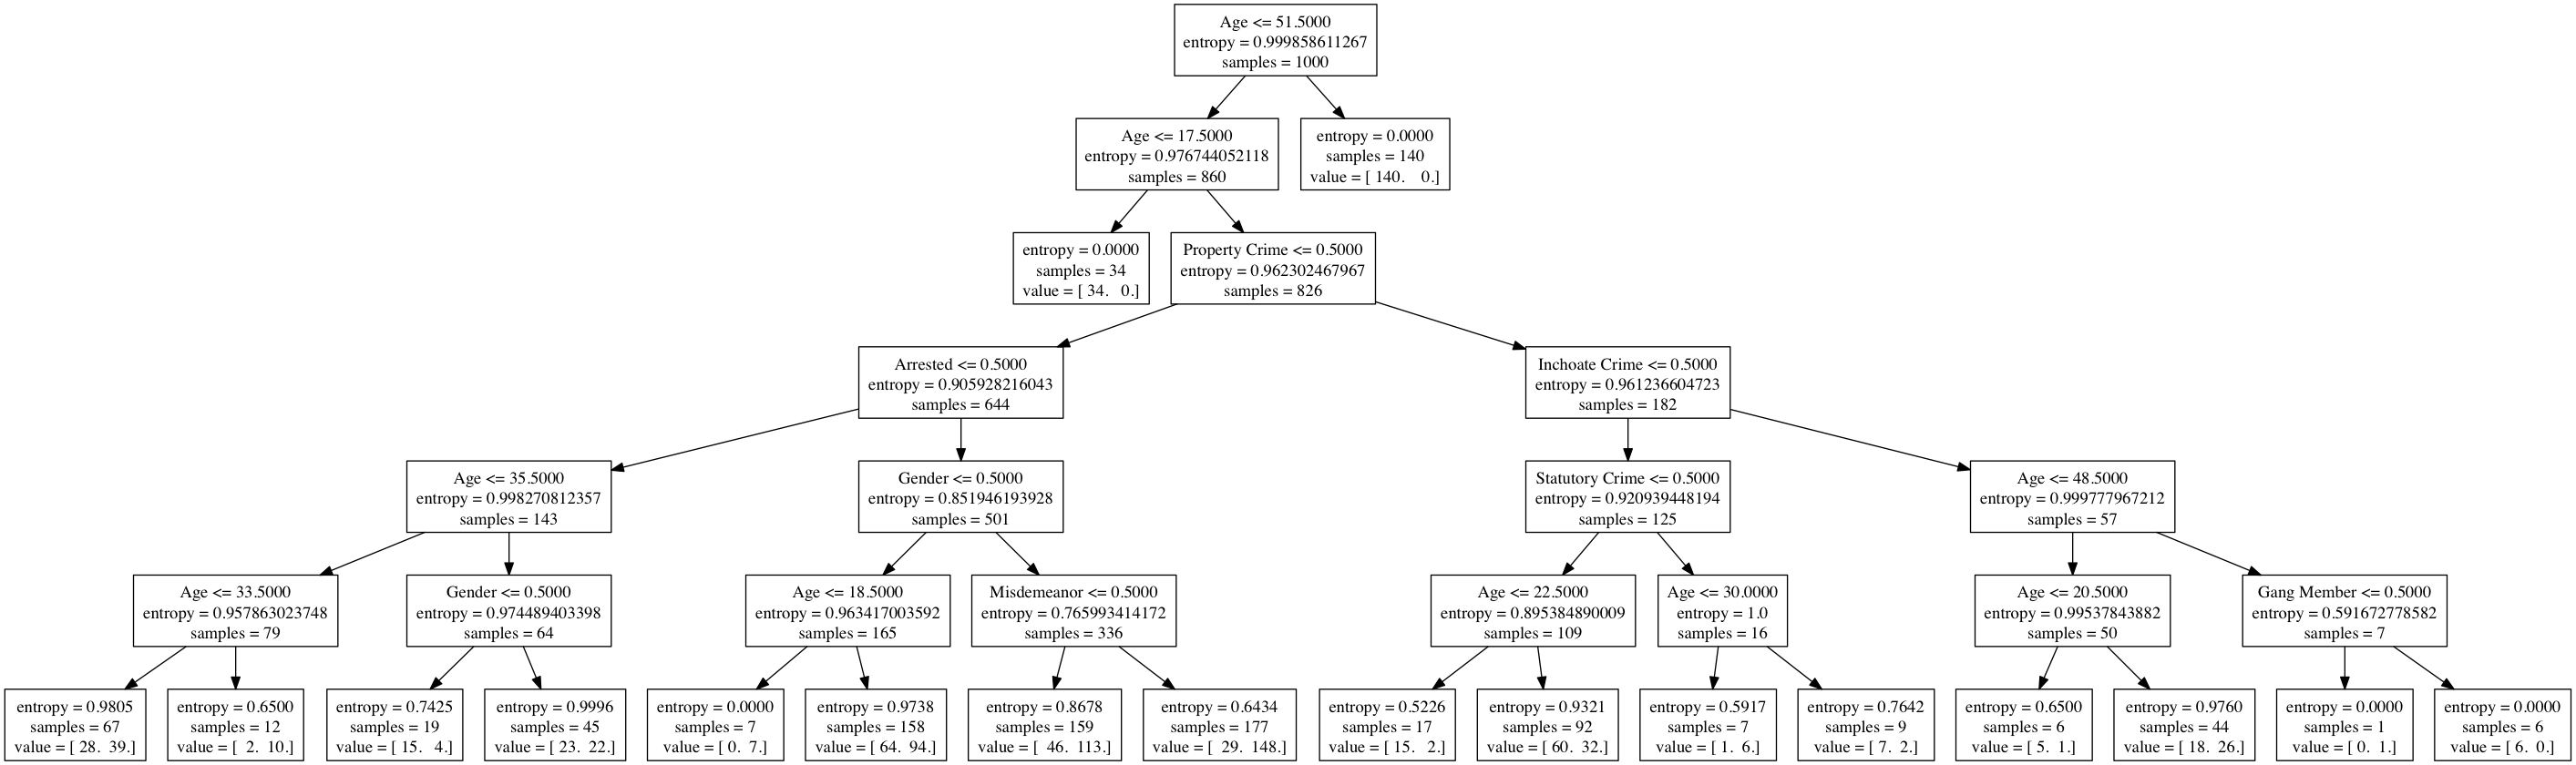 Age <= 51.5000
entropy = 0.999858611267
samples = 1000
Age <= 17.5000
entropy = 0.976744052118
samples = 860
entropy = 0.0000
samples = 140
value = [ 140.    0.]
entropy = 0.0000
samples = 34
value = [ 34.   0.]
Property Crime <= 0.5000
entropy = 0.962302467967
samples = 826
Arrested <= 0.5000
entropy = 0.905928216043
samples = 644
Inchoate Crime <= 0.5000
entropy = 0.961236604723
samples = 182
Age <= 35.5000
entropy = 0.998270812357
samples = 143
Gender <= 0.5000
entropy = 0.851946193928
samples = 501
Statutory Crime <= 0.5000
entropy = 0.920939448194
samples = 125
Age <= 48.5000
entropy = 0.999777967212
samples = 57
Age <= 33.5000
entropy = 0.957863023748
samples = 79
Gender <= 0.5000
entropy = 0.974489403398
samples = 64
Age <= 18.5000
entropy = 0.963417003592
samples = 165
Misdemeanor <= 0.5000
entropy = 0.765993414172
samples = 336
Age <= 22.5000
entropy = 0.895384890009
samples = 109
Age <= 30.0000
entropy = 1.0
samples = 16
Age <= 20.5000
entropy = 0.99537843882
samples = 50
Gang Member <= 0.5000
entropy = 0.591672778582
samples = 7
entropy = 0.9805
samples = 67
value = [ 28.  39.]
entropy = 0.6500
samples = 12
value = [  2.  10.]
entropy = 0.7425
samples = 19
value = [ 15.   4.]
entropy = 0.9996
samples = 45
value = [ 23.  22.]
entropy = 0.0000
samples = 7
value = [ 0.  7.]
entropy = 0.9738
samples = 158
value = [ 64.  94.]
entropy = 0.8678
samples = 159
value = [  46.  113.]
entropy = 0.6434
samples = 177
value = [  29.  148.]
entropy = 0.5226
samples = 17
value = [ 15.   2.]
entropy = 0.9321
samples = 92
value = [ 60.  32.]
entropy = 0.5917
samples = 7
value = [ 1.  6.]
entropy = 0.7642
samples = 9
value = [ 7.  2.]
entropy = 0.6500
samples = 6
value = [ 5.  1.]
entropy = 0.9760
samples = 44
value = [ 18.  26.]
entropy = 0.0000
samples = 1
value = [ 0.  1.]
entropy = 0.0000
samples = 6
value = [ 6.  0.]